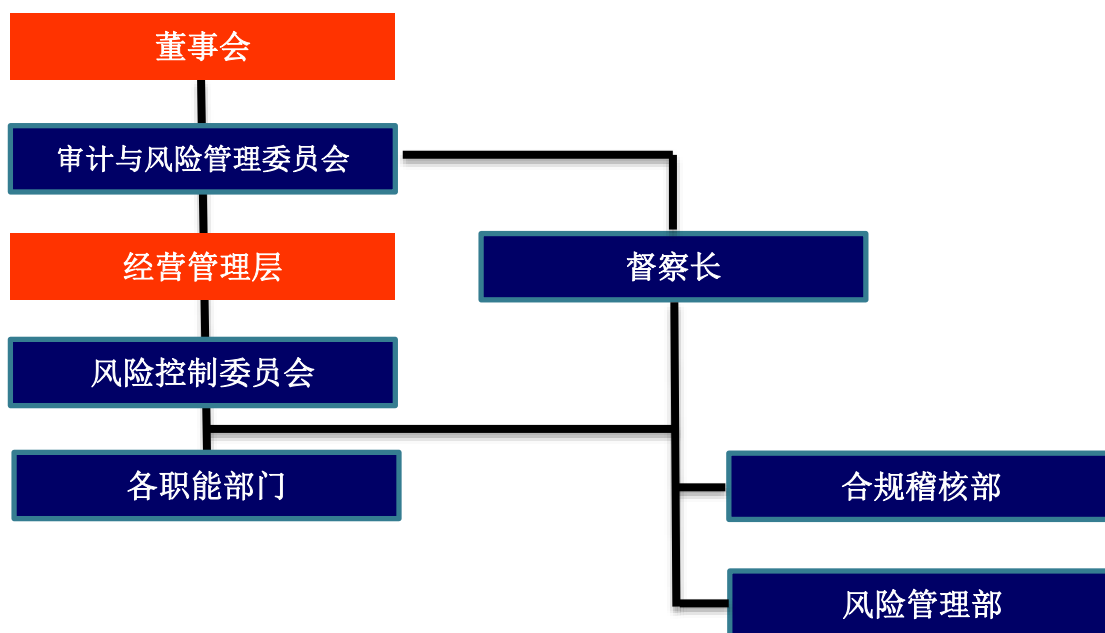 董事会
审计与风险管理委员会
经营管理层
督察长
风险控制委员会
各职能部门
合规稽核部
风险管理部